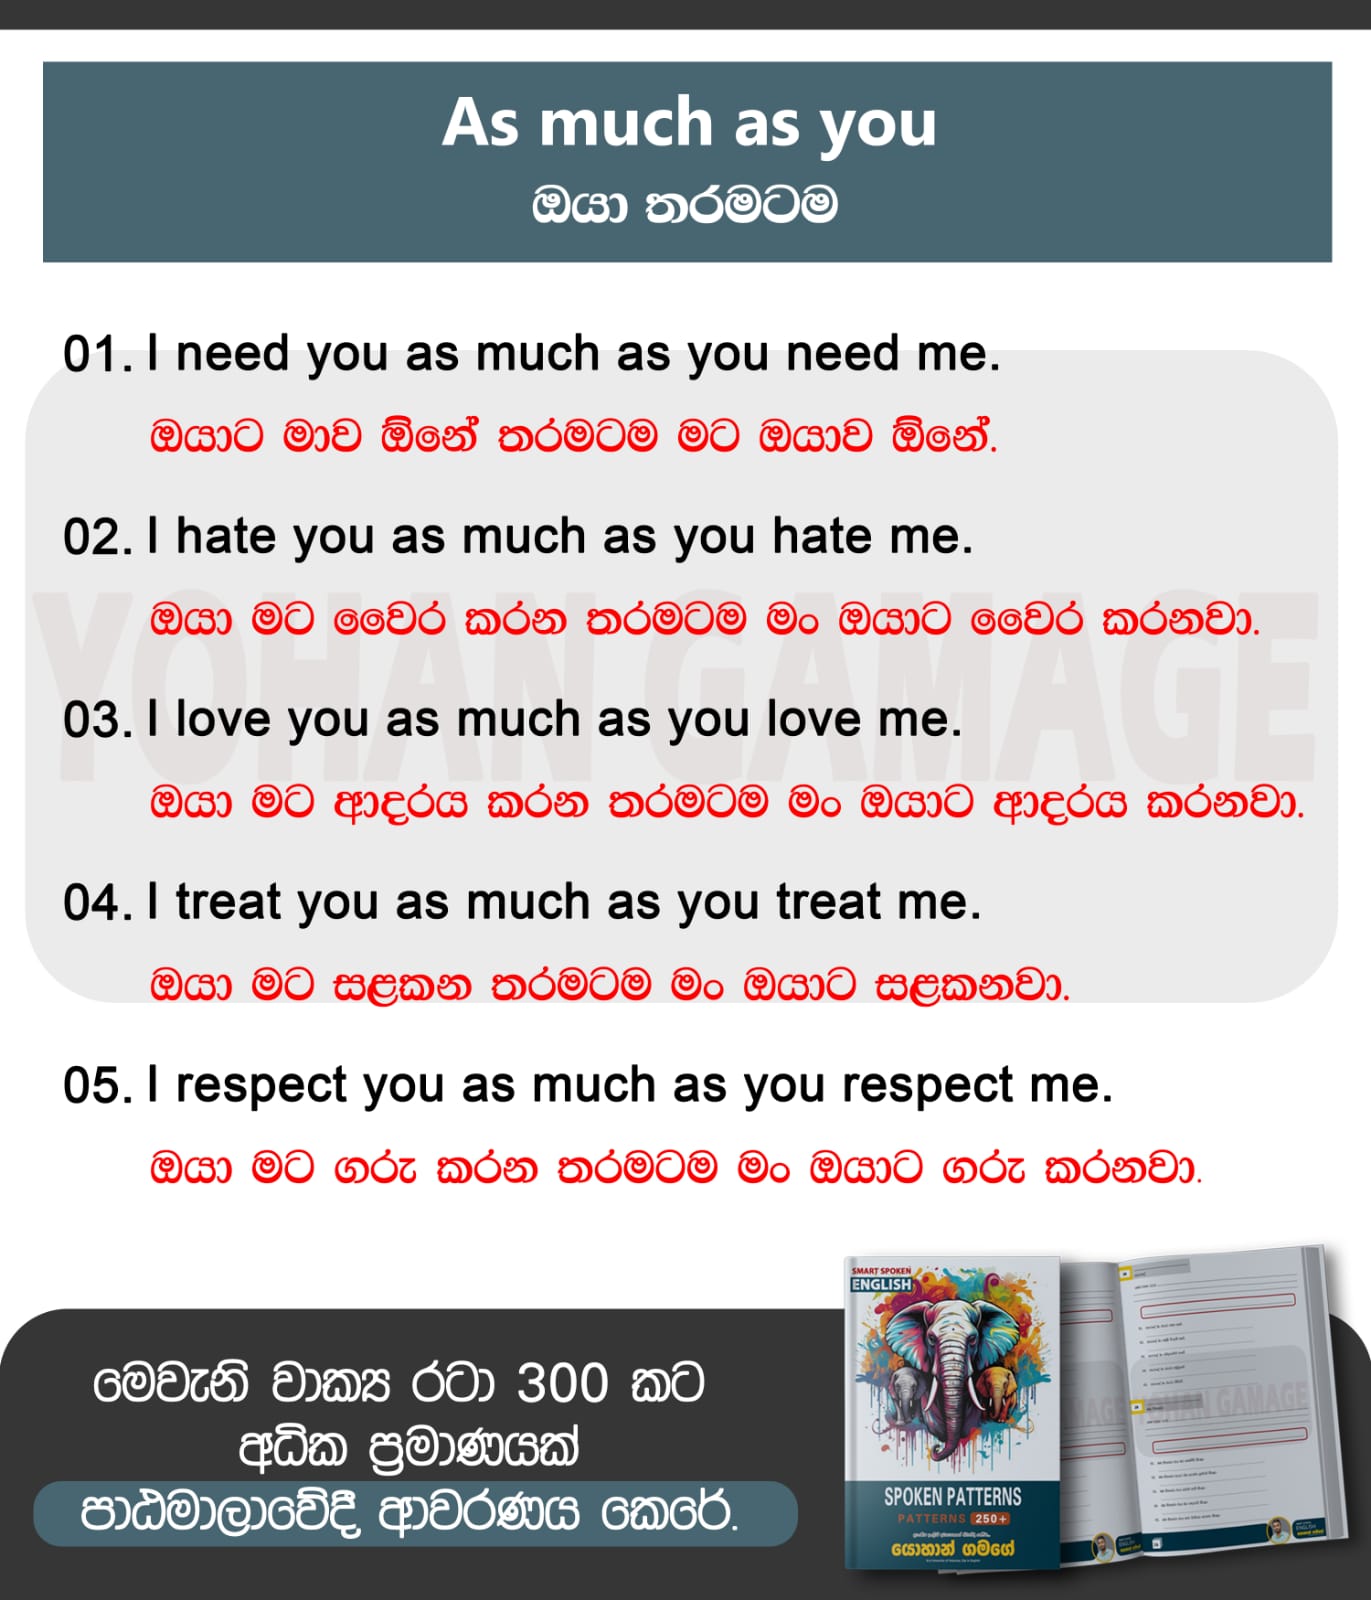 As much as you
ඔයා තරමටම
01. I need you as much as you need me.
ඔයාට මාව ඕනේ තරමටම මට ඔයාව ඕනේ.
02. I hate you as much as you hate me.
ඔයා මට වෛර කරන තරමටම මං ඔයාට වෛර කරනවා.
03. I love you as much as you love me.
ඔයා මට ආදරය කරන තරමටම මං ඔයාට ආදරය කරනවා.
04. I treat you as much as you treat me.
ඔයා මට සළකන තරමටම මං ඔයාට සළකනවා.
05. I respect you as much as you respect me.
ඔයා මට ගරු කරන තරමටම මං ඔයාට ගරු කරනවා.
YOHAN GAMAGE
මෙවැනි වාක්‍ය රටා 300 කට
අධික ප්‍රමාණයක්
පාඨමාලාවේදී ආවරණය කෙරේ.
SMART SPOKEN
ENGLISH
SPOKEN PATTERNS
PATTERNS 250+
යොහාන් ගමගේ
YOHAN GAMAGE